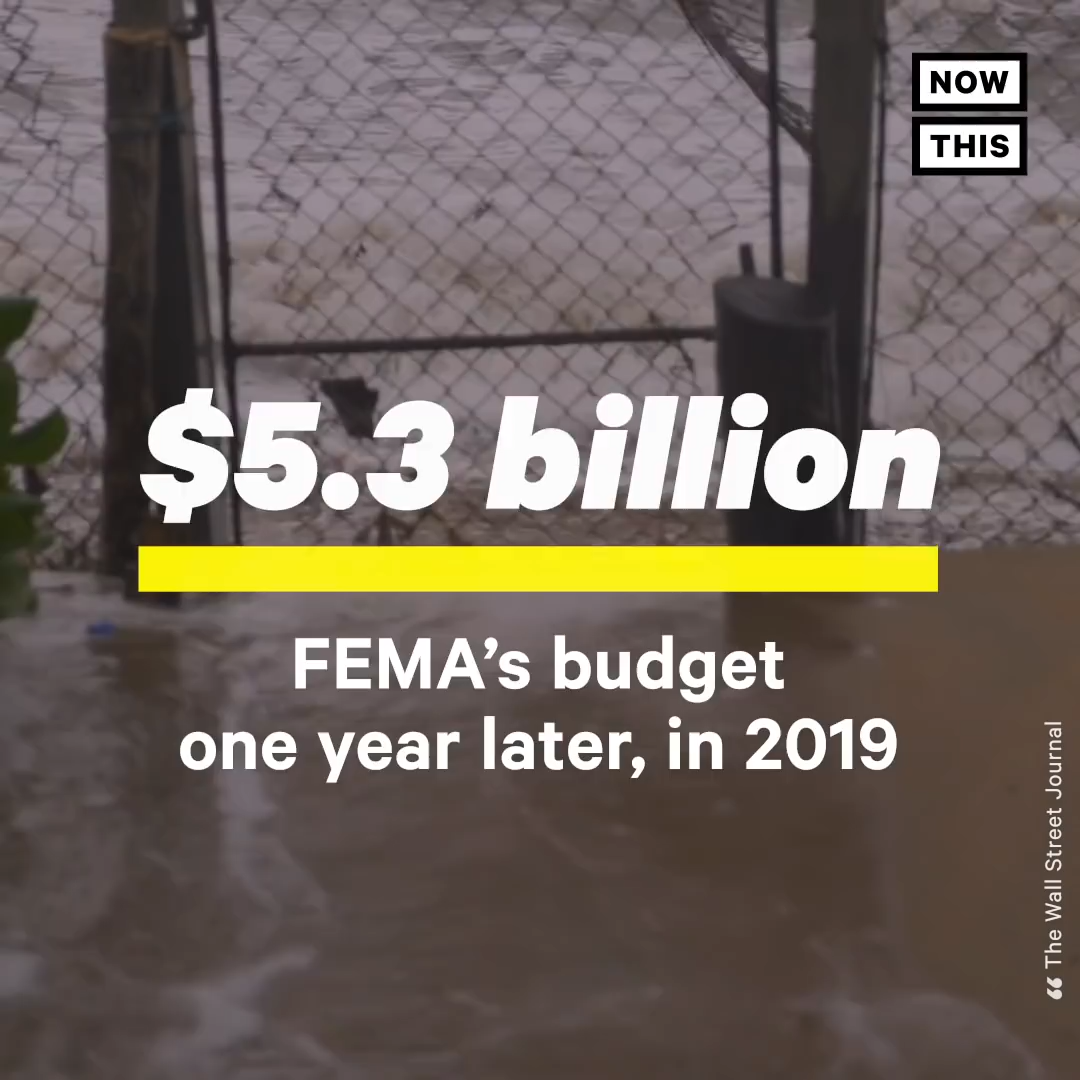 NOW
THIS
$5.3 billion
FEMA’s budget
one year later, in 2019
“ The Wall Street Journal